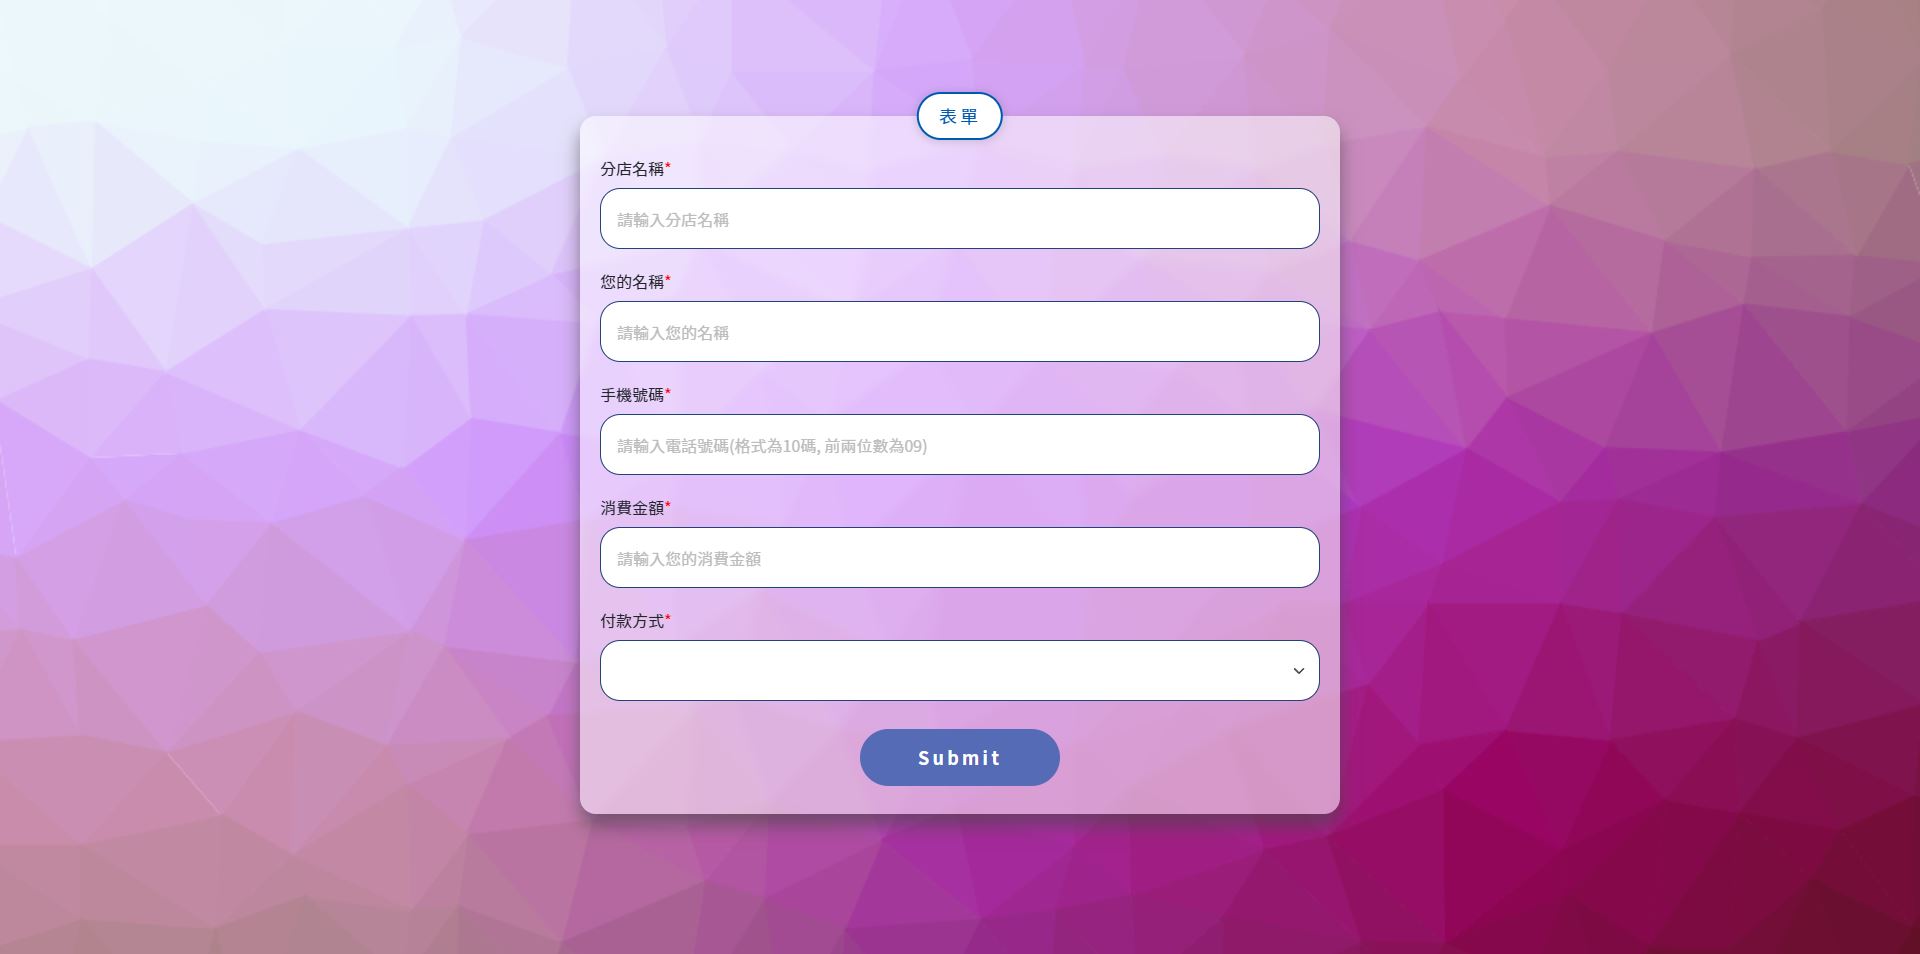 表單
分店名稱*
請輸入分店名稱
您的名稱*
請輸入您的名稱
手機號碼*
請輸入電話號碼(格式為10碼, 前兩位數為09)
消費金額*
請輸入您的消費金額
付款方式*
Submit